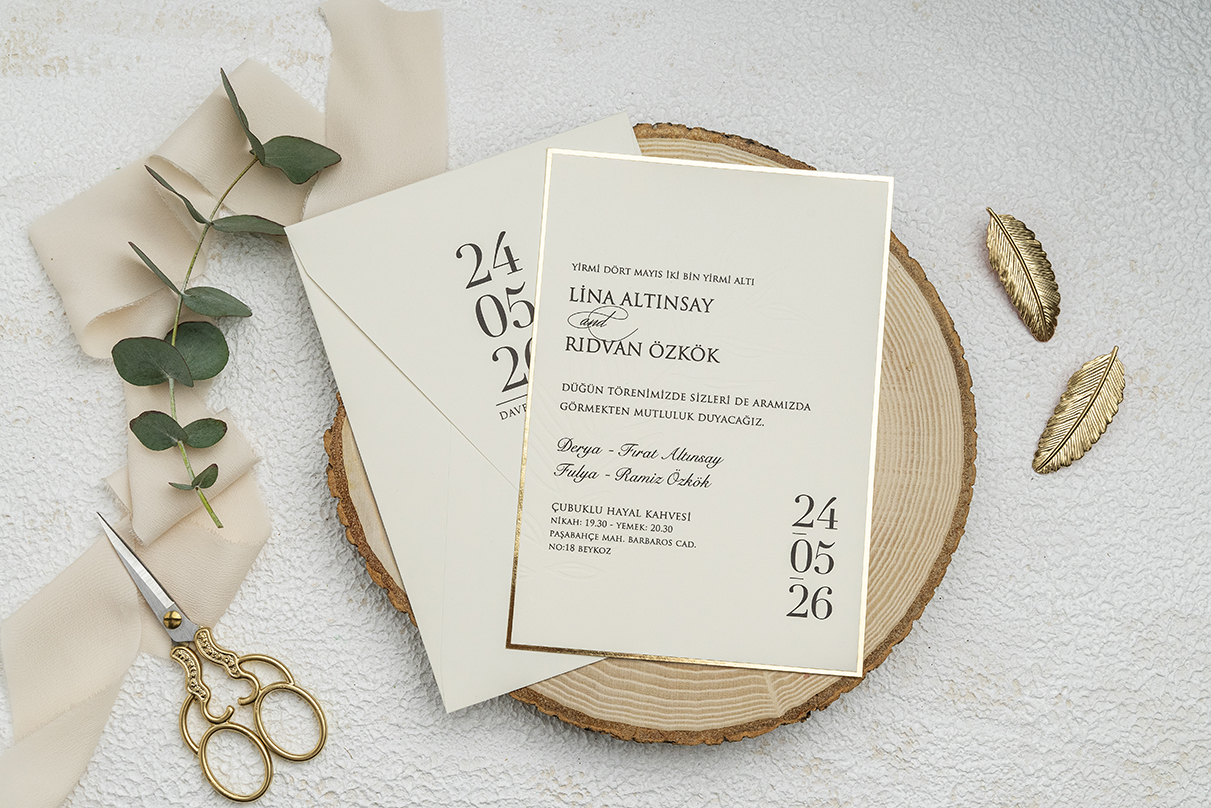 24
05
YİRMİ DÖRT MAYIS İKİ BİN YİRMİ ALTI
LİNA ALTINSAY
and
RIDVAN ÖZKÖK
DÜĞÜN TÖRENİMİZDE SİZLERİ DE ARAMIZDA
GÖRMEKTEN MUTLULUK DUYACAĞIZ.
Derya - Fırat Altınsay
Fulya - Ramiz Özkök
ÇUBUKLU HAYAL KAHVESİ
NİKAH: 19.30 - YEMEK: 20.30
PAŞABAHÇE MAH. BARBAROS CAD.
NO:18 BEYKOZ
24
05
26